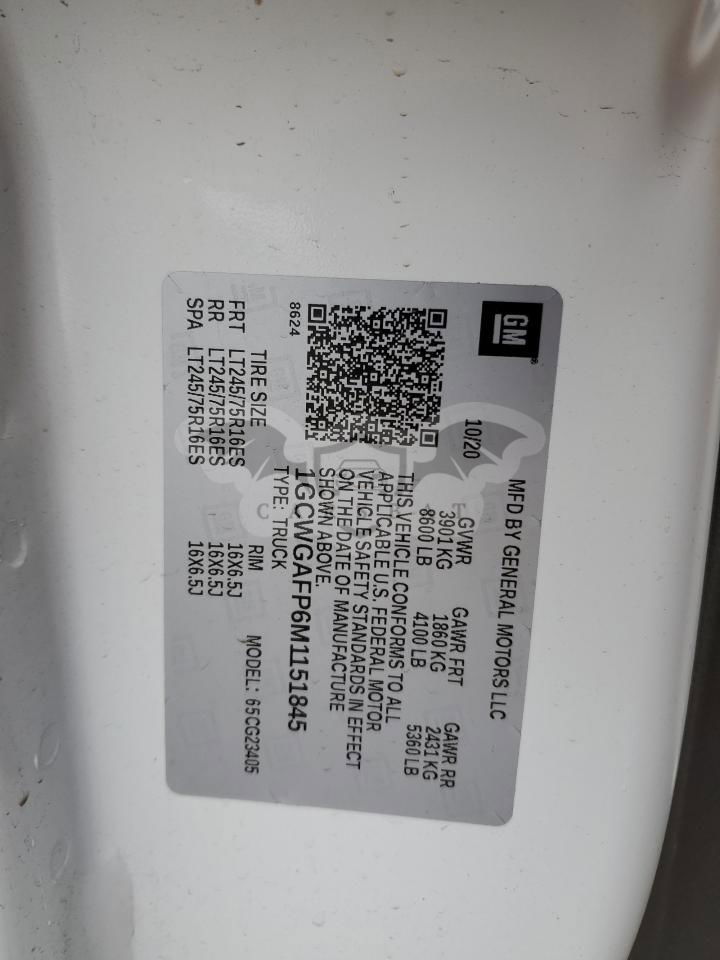 GM
MFD BY GENERAL MOTORS LLC
10/20
GVWR GAWR FRT GAWR RR
3901 KG 1860 KG 2431 KG
8600 LB 4100 LB 5360 LB
THIS VEHICLE CONFORMS TO ALL
APPLICABLE U.S. FEDERAL MOTOR
VEHICLE SAFETY STANDARDS IN EFFECT
ON THE DATE OF MANUFACTURE
SHOWN ABOVE.
1GCWGAFP6M1151845
8624 TYPE: TRUCK
MODEL: 65CG23405
TIRE SIZE RIM
FRT LT245/75R16ES 16X6.5J
RR LT245/75R16ES 16X6.5J
SPA LT245/75R16ES 16X6.5J